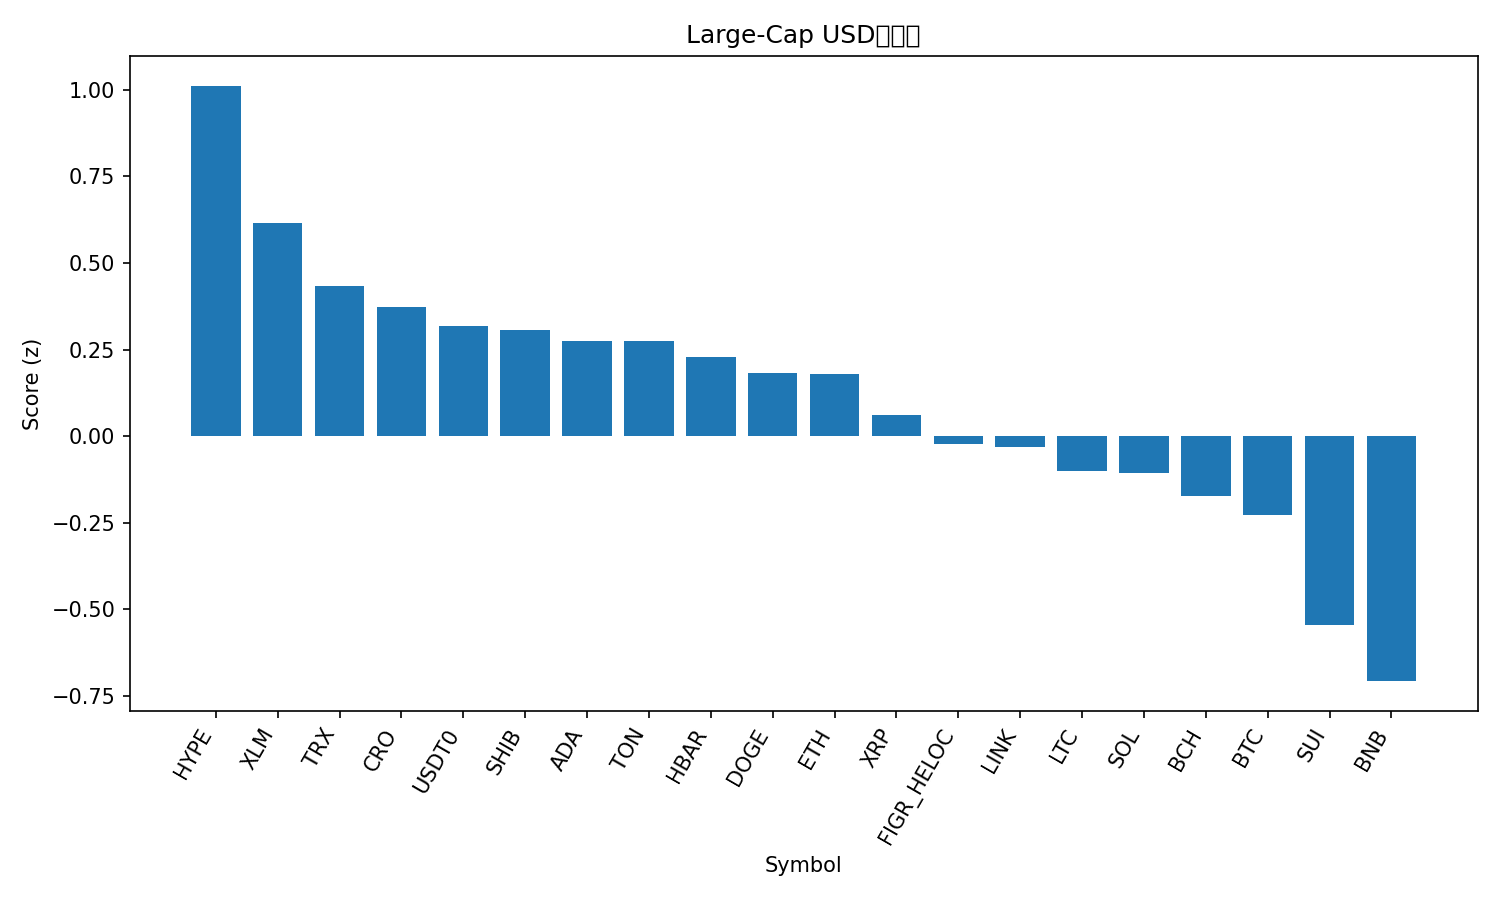 Large-Cap USD
Score (z)
1.00
0.75
0.50
0.25
0.00
−0.25
−0.50
−0.75
HYPE
XLM
TRX
CRO
USDT0
SHIB
ADA
TON
HBAR
DOGE
ETH
XRP
FIGR_HELOC
LINK
LTC
SOL
BCH
BTC
SUI
BNB
Symbol